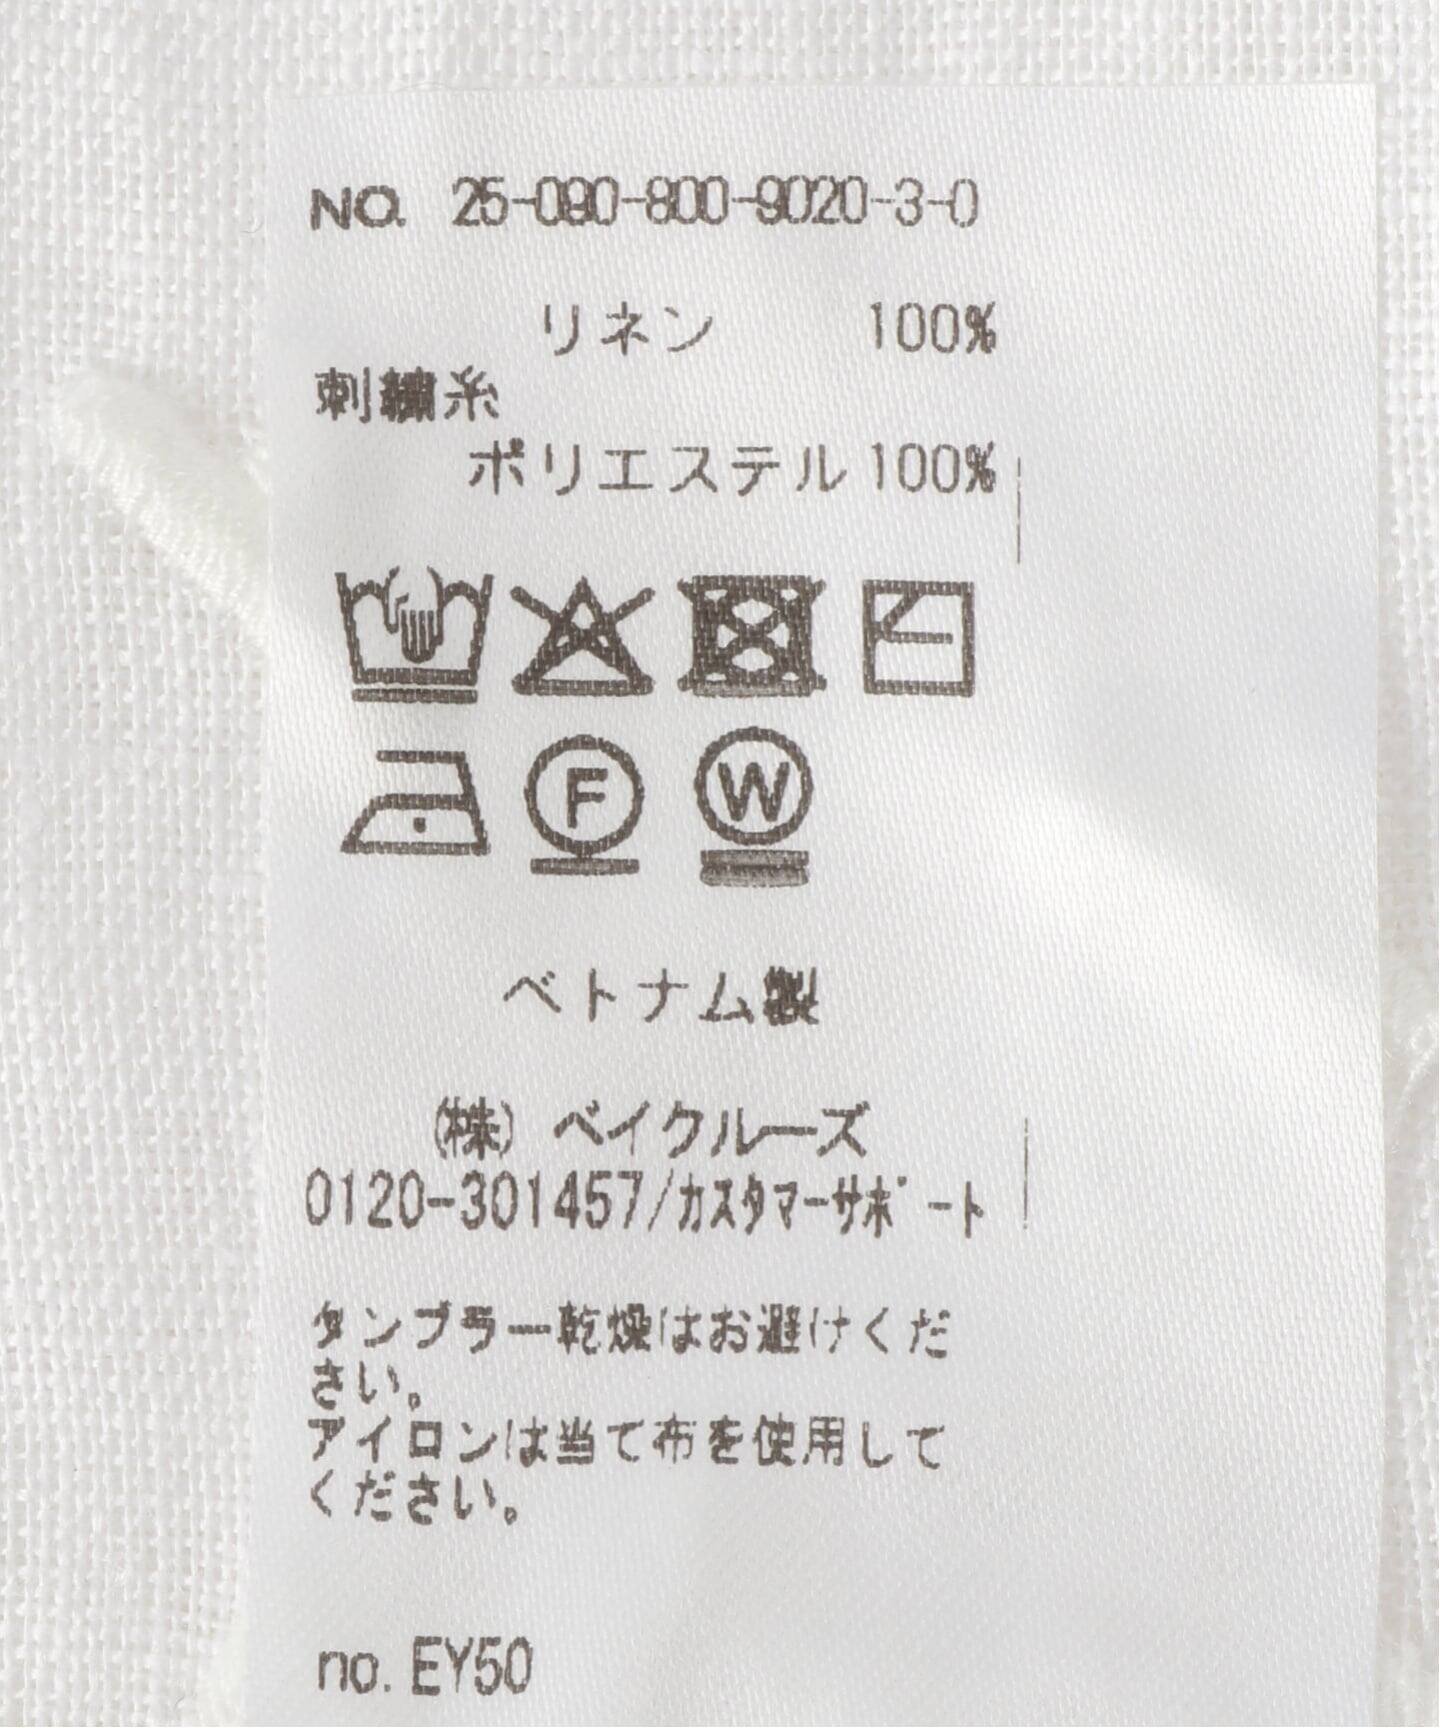 NO. 25-090-800-9020-3-0
リネン 100%
刺繍糸
ポリエステル 100%
F W
ベトナム製
(株) ベイクルーズ
0120-301457/カスタマーサポート
タンブラー乾燥はお避けくだ
さい。
アイロンは当て布を使用して
ください。
no. EY50